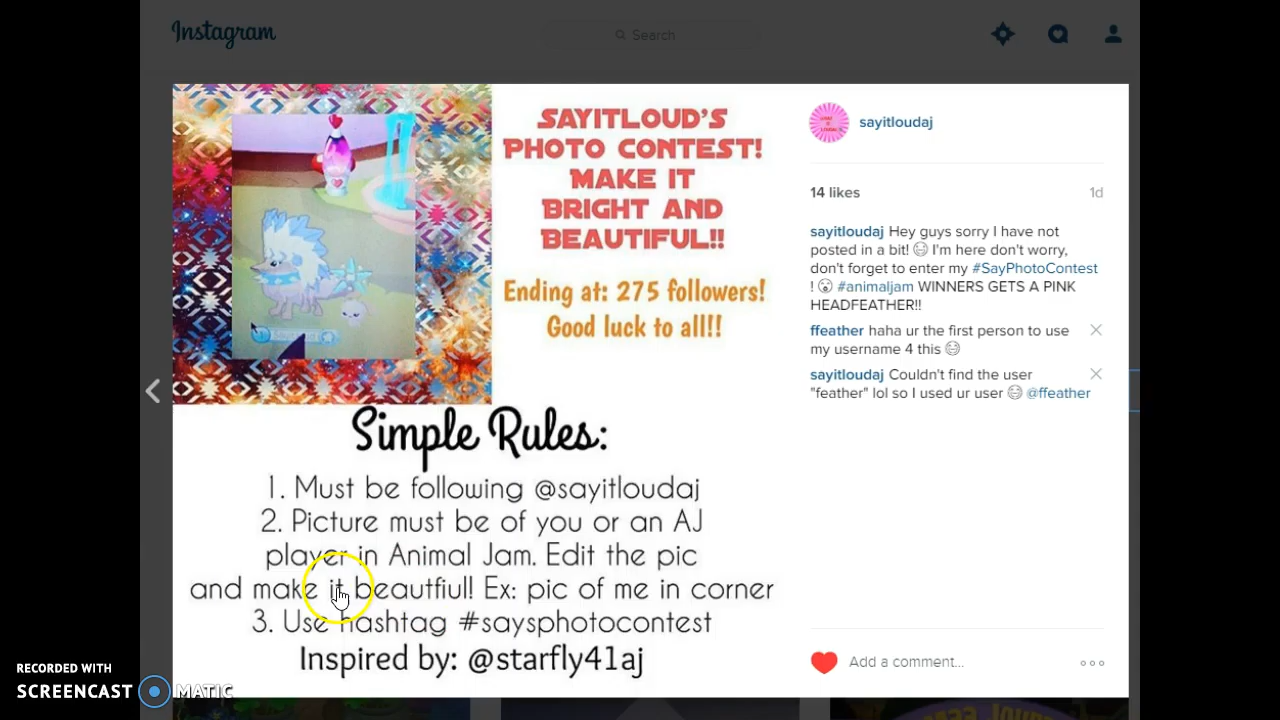 Instagram
Search
SAYITLOUD'S
PHOTO CONTEST!
MAKE IT
BRIGHT AND
BEAUTIFUL!!
Ending at: 275 followers!
Good luck to all!!
Simple Rules:
1. Must be following @sayitloudaj
2. Picture must be of you or an AJ
player in Animal Jam. Edit the pic
and make it beautfiul! Ex: pic of me in corner
3. Use hashtag #saysphotocontest
Inspired by: @starfly41aj
sayitloudaj
14 likes
1d
sayitloudaj Hey guys sorry I have not
posted in a bit! 😂 I'm here don't worry,
don't forget to enter my #SayPhotoContest
! 😮 #animaljam WINNERS GETS A PINK
HEADFEATHER!!
ffeather haha ur the first person to use
my username 4 this 😂
sayitloudaj Couldn't find the user
"feather" lol so I used ur user 😂 @ffeather
Add a comment...
RECORDED WITH
SCREENCAST MATIC